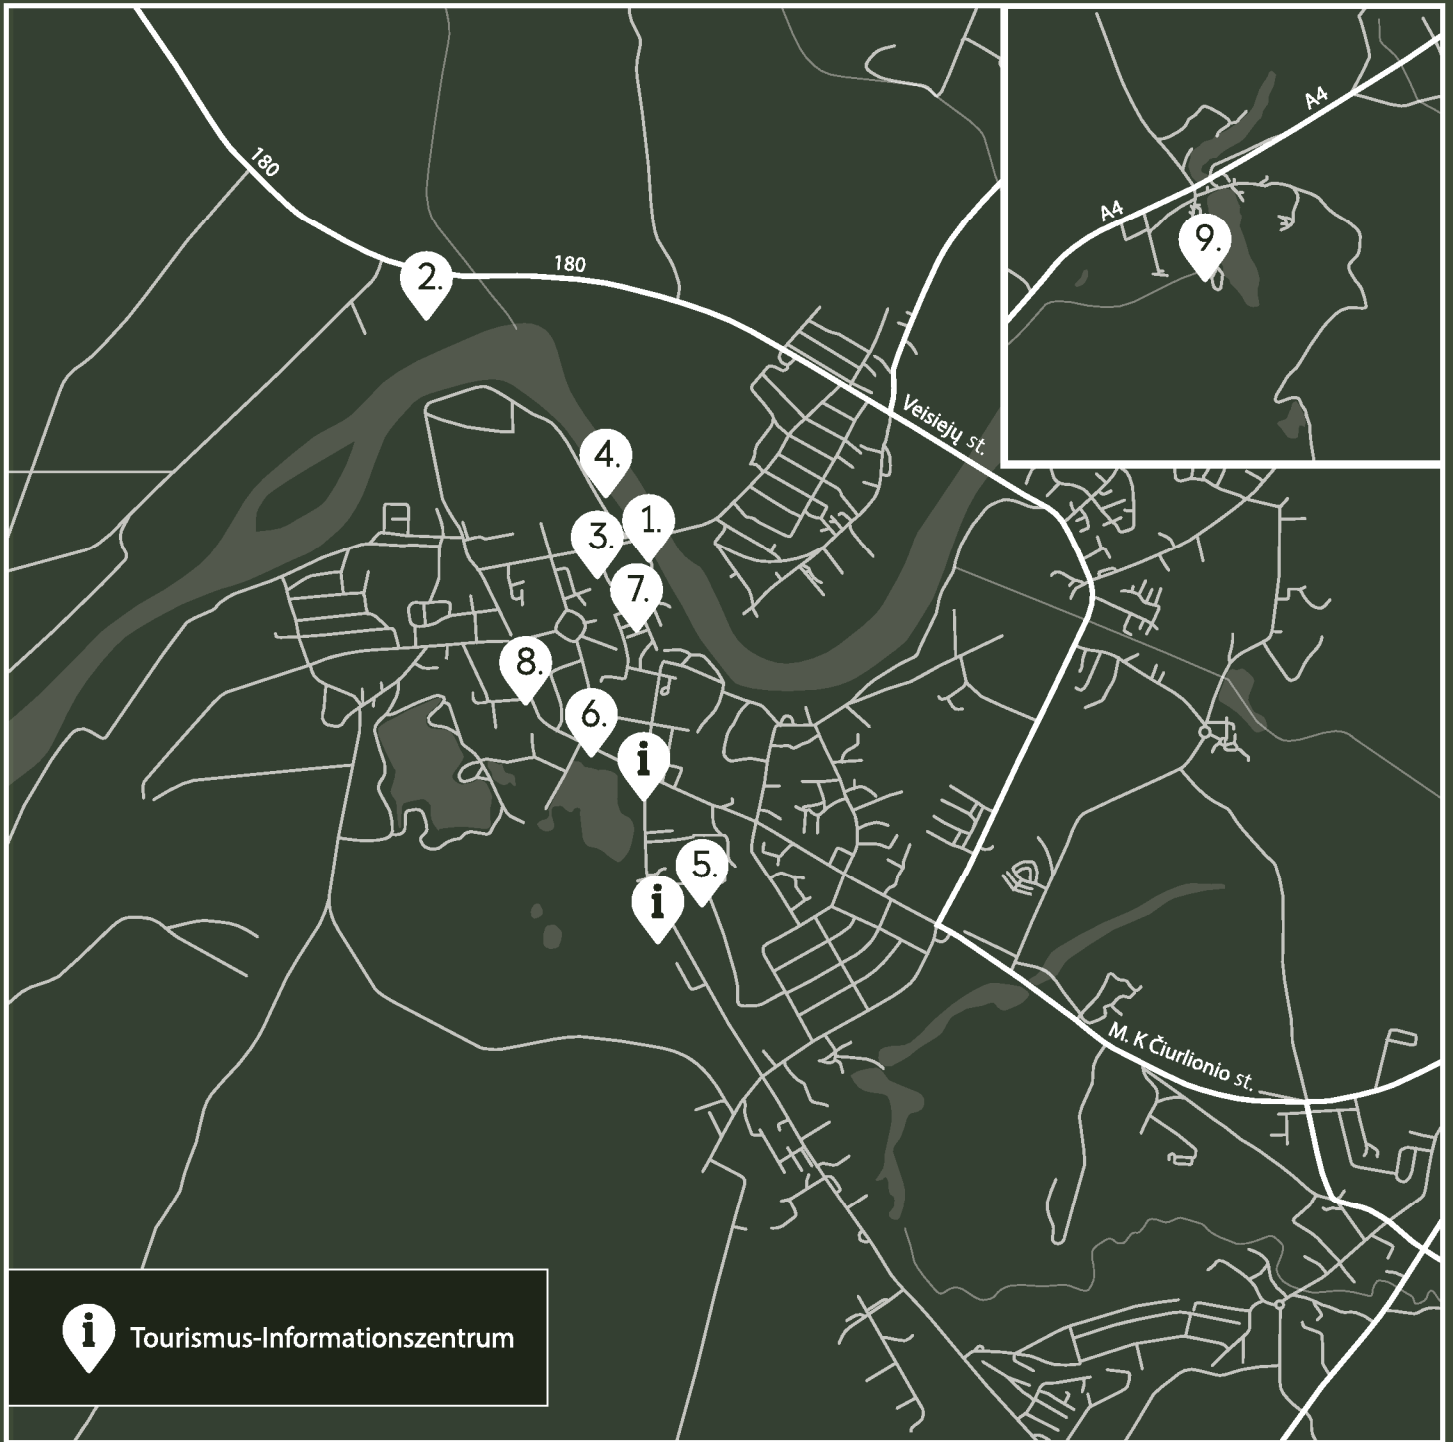 A4
180
A4
9.
2.
180
Veisiejų st.
4.
1.
3.
7.
8.
6.
i
5.
i
M. K Čiurlionio st.
i Tourismus-Informationszentrum